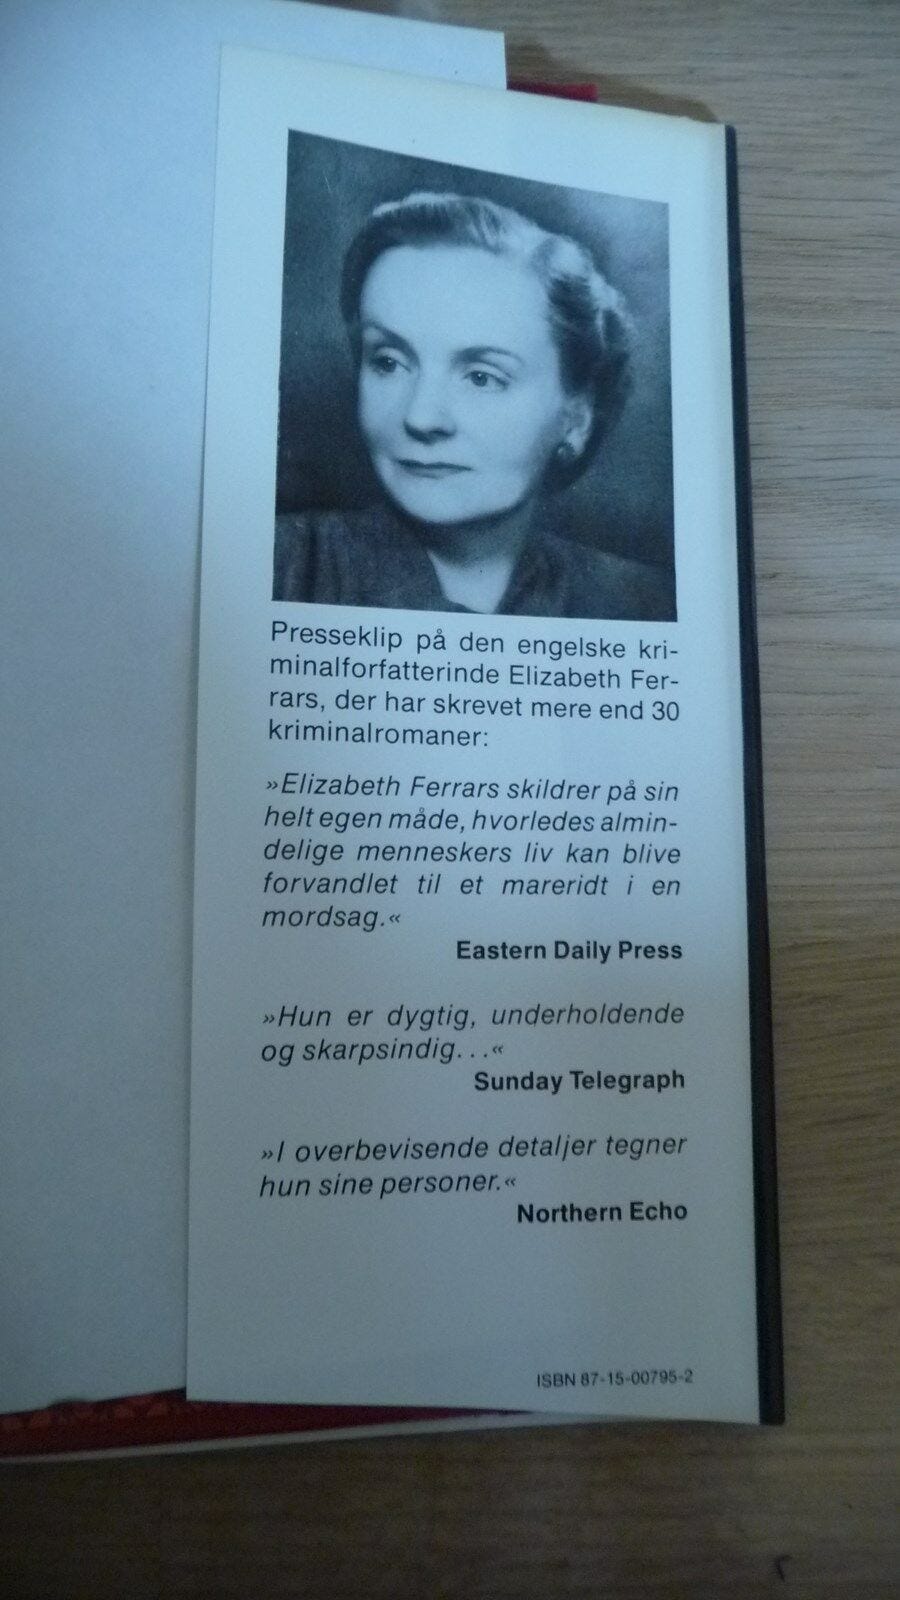 Presseklip på den engelske kri-
minalforfatterinde Elizabeth Fer-
rars, der har skrevet mere end 30
kriminalromaner:
»Elizabeth Ferrars skildrer på sin
helt egen måde, hvorledes almin-
delige menneskers liv kan blive
forvandlet til et mareridt i en
mordsag.«
Eastern Daily Press
»Hun er dygtig, underholdende
og skarpsindig...«
Sunday Telegraph
»I overbevisende detaljer tegner
hun sine personer.«
Northern Echo
ISBN 87-15-00795-2